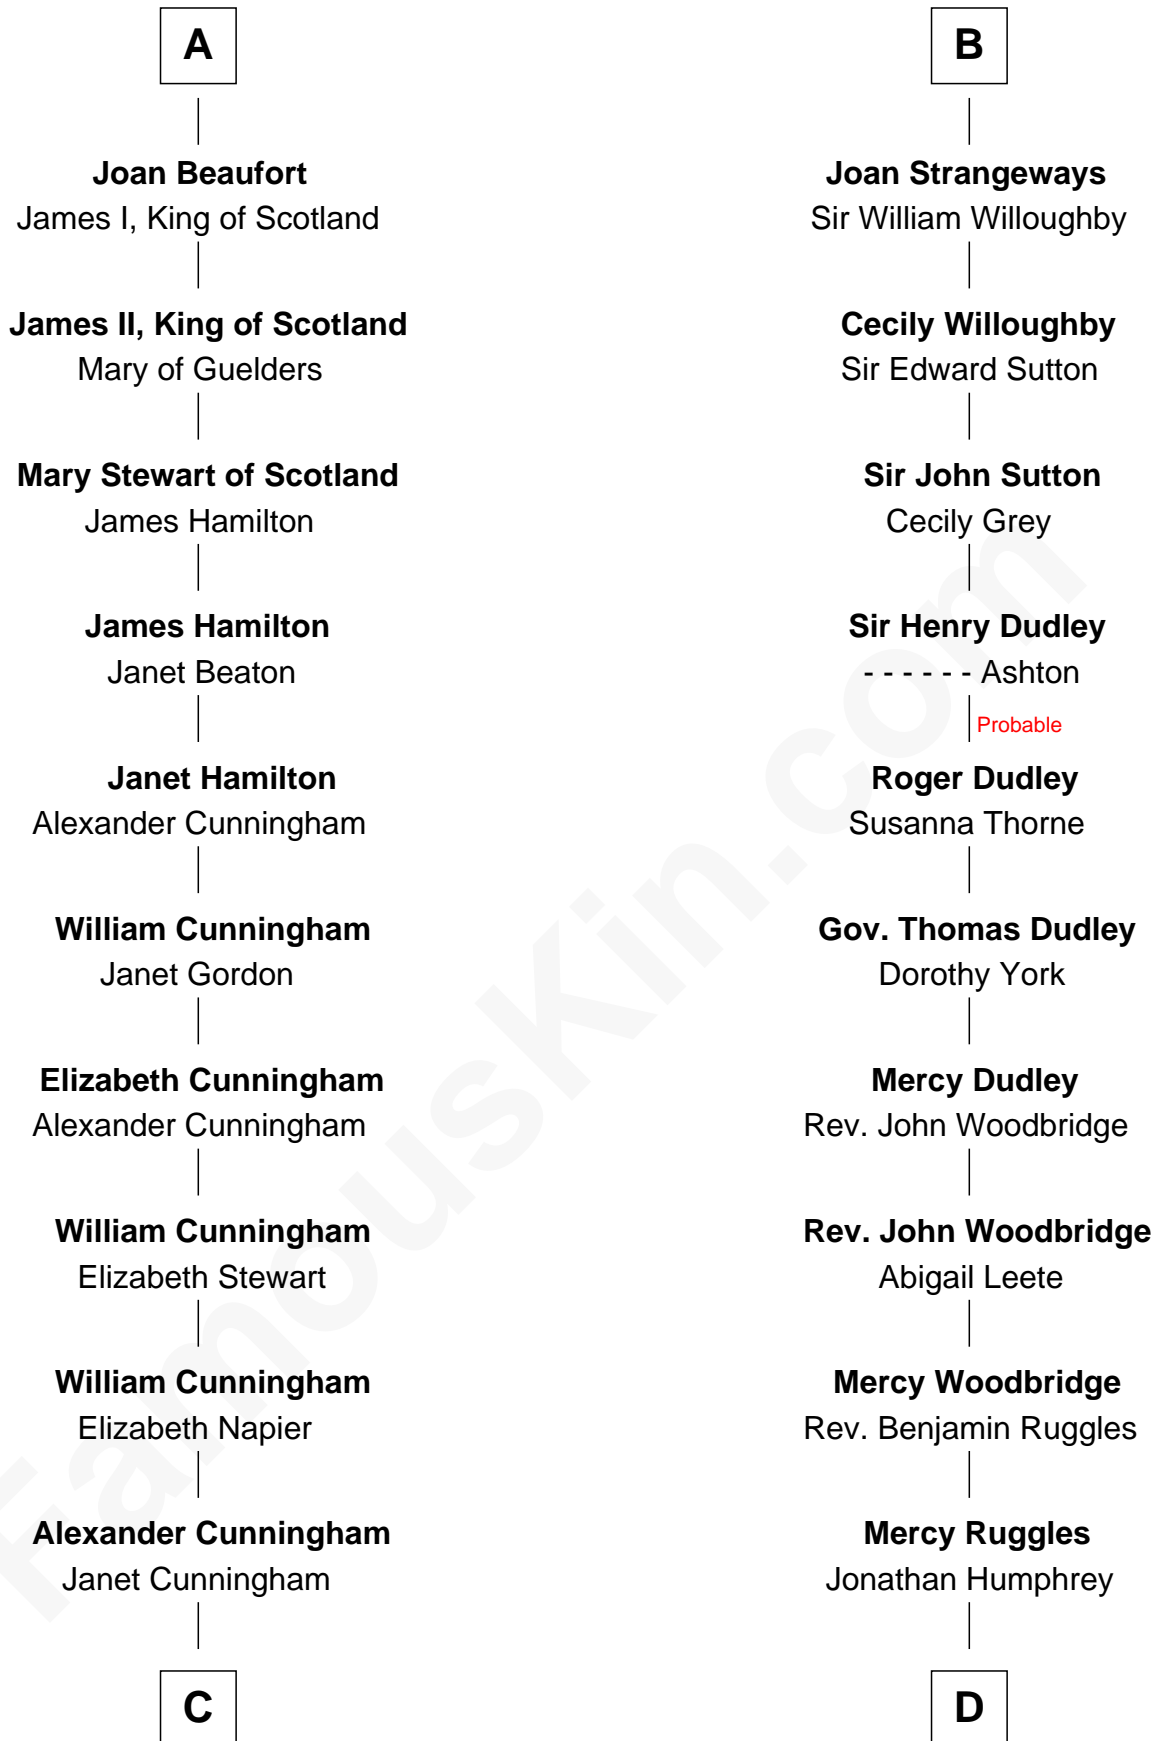 A
Joan Beaufort
James I, King of Scotland
James II, King of Scotland
Mary of Guelders
Mary Stewart of Scotland
James Hamilton
James Hamilton
Janet Beaton
Janet Hamilton
Alexander Cunningham
William Cunningham
Janet Gordon
Elizabeth Cunningham
Alexander Cunningham
William Cunningham
Elizabeth Stewart
William Cunningham
Elizabeth Napier
Alexander Cunningham
Janet Cunningham
C
B
Joan Strangeways
Sir William Willoughby
Cecily Willoughby
Sir Edward Sutton
Sir John Sutton
Cecily Grey
Sir Henry Dudley
- - - - - - Ashton
Probable
Roger Dudley
Susanna Thorne
Gov. Thomas Dudley
Dorothy York
Mercy Dudley
Rev. John Woodbridge
Rev. John Woodbridge
Abigail Leete
Mercy Woodbridge
Rev. Benjamin Ruggles
Mercy Ruggles
Jonathan Humphrey
D
FamousKin.com